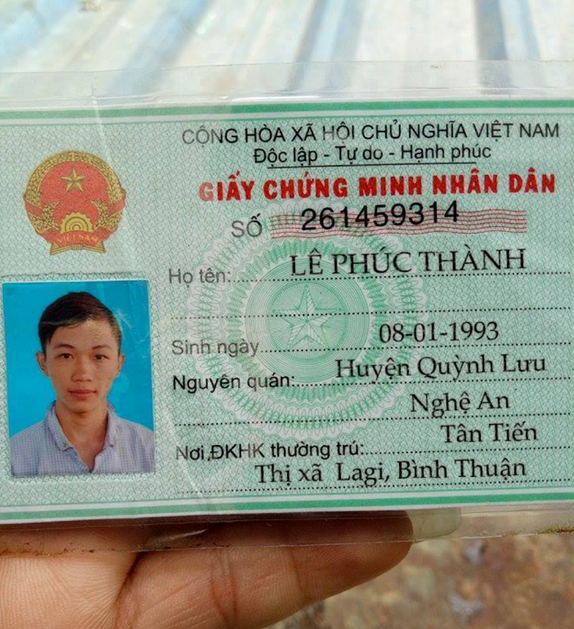 CỘNG HÒA XÃ HỘI CHỦ NGHĨA VIỆT NAM
Độc lập - Tự do - Hạnh phúc
GIẤY CHỨNG MINH NHÂN DÂN
SỐ 261459314
Họ tên: LÊ PHÚC THÀNH
Sinh ngày 08-01-1993
Nguyên quán: Huyện Quỳnh Lưu
Nghệ An
Nơi ĐKHK thường trú: Tân Tiến
Thị xã Lagi, Bình Thuận
VIỆT NAM